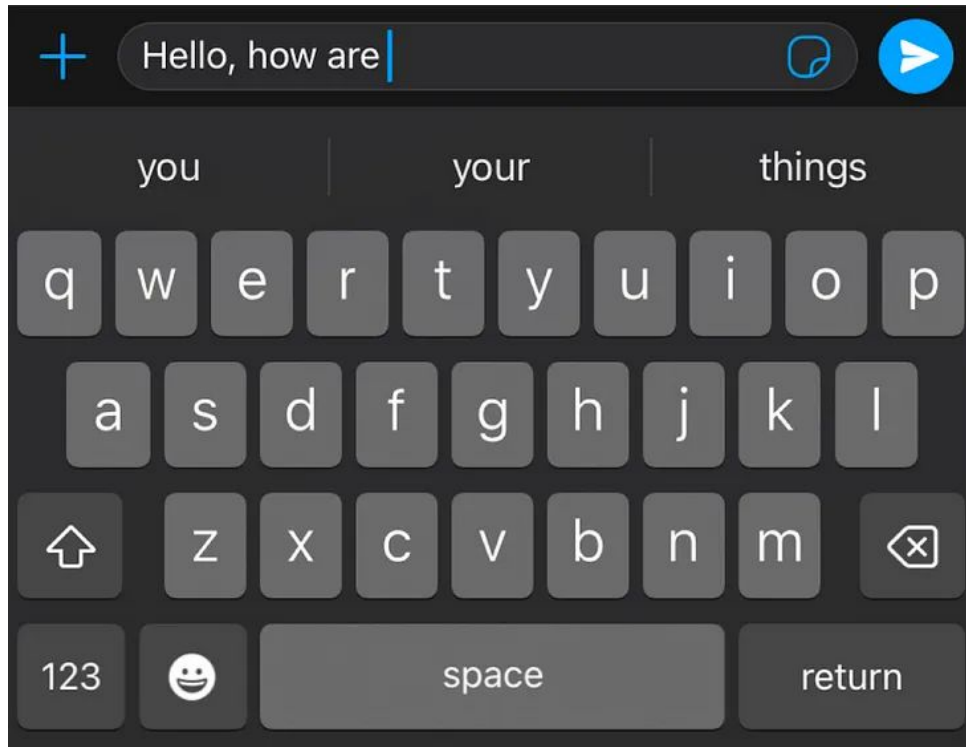 Hello, how are
you your things
q w e r t y u i o p
a s d f g h j k l
z x c v b n m
123 space return